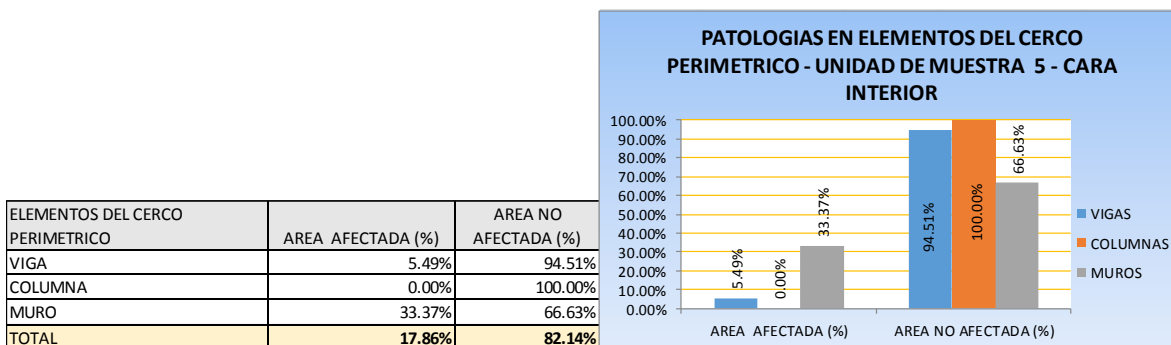 ELEMENTOS DEL CERCO PERIMETRICO AREA AFECTADA (%) AREA NO AFECTADA (%)
VIGA 5.49% 94.51%
COLUMNA 0.00% 100.00%
MURO 33.37% 66.63%
TOTAL 17.86% 82.14%
PATOLOGIAS EN ELEMENTOS DEL CERCO
PERIMETRICO - UNIDAD DE MUESTRA 5 - CARA
INTERIOR
100.00%
90.00%
80.00%
70.00%
60.00%
50.00%
40.00%
30.00%
20.00%
10.00%
0.00%
5.49%
0.00%
33.37%
94.51%
100.00%
66.63%
AREA AFECTADA (%)
AREA NO AFECTADA (%)
VIGAS
COLUMNAS
MUROS